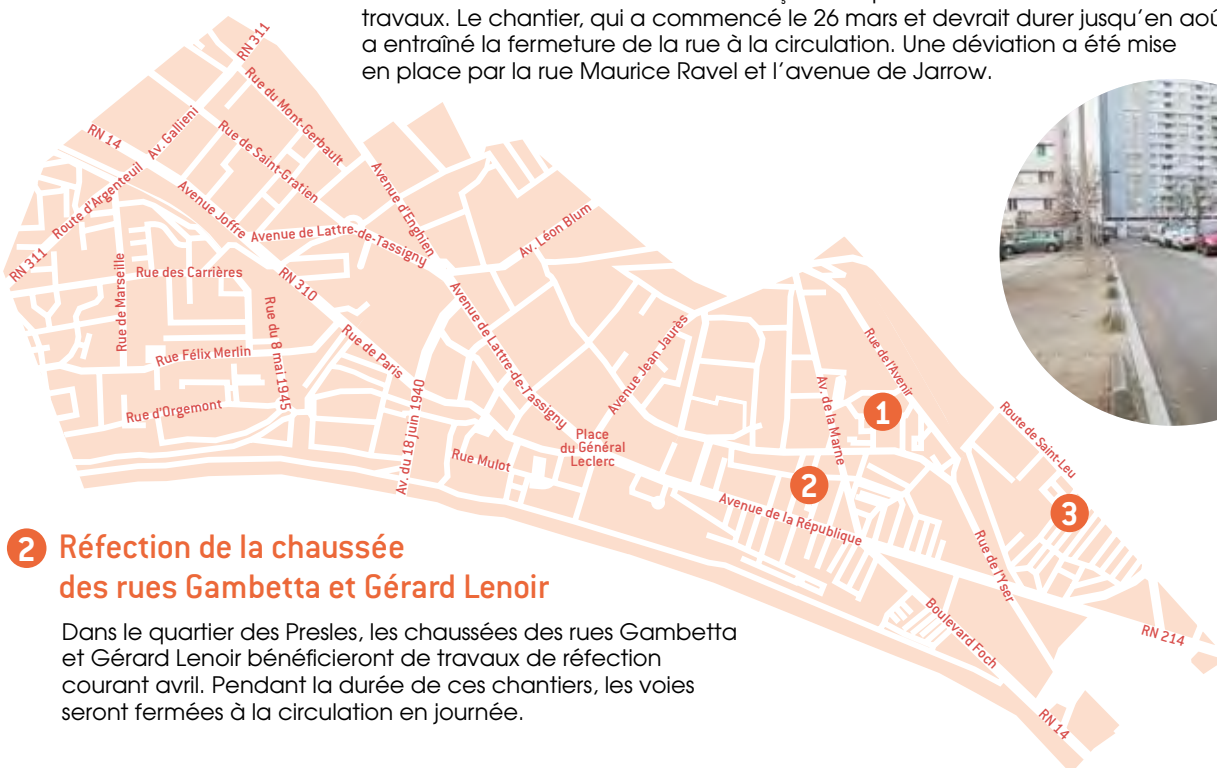 travaux. Le chantier, qui a commencé le 26 mars et devrait durer jusqu'en
a entraîné la fermeture de la rue à la circulation. Une déviation a été mise
en place par la rue Maurice Ravel et l'avenue de Jarrow.
RN 311
Rue du Mont-Gerbault
Av. Gallieni
RN 14
Rue de Saint-Gratien
Route d'Argenteuil
Avenue Joffre
Avenue d'Enghien
Avenue de Lattre-de-Tassigny
Av. Léon Blum
RN 311
Rue de Marseille
Rue des Carrières
RN 310
Rue du 8 mai 1945
Rue de Paris
Avenue de Lattre-de-Tassigny
Avenue Jean Jaurès
Rue de l'Avenir
Rue Félix Merlin
Av. de la Marne
1
Rue d'Orgemont
Av. du 18 juin 1940
Route de Saint-Leu
Place
du Général
Leclerc
Rue Mulot
2
3
Avenue de la République
Rue de l'Yser
Boulevard Foch
RN 214
RN 14
2 Réfection de la chaussée
des rues Gambetta et Gérard Lenoir
Dans le quartier des Presles, les chaussées des rues Gambetta
et Gérard Lenoir bénéficieront de travaux de réfection
courant avril. Pendant la durée de ces chantiers, les voies
seront fermées à la circulation en journée.